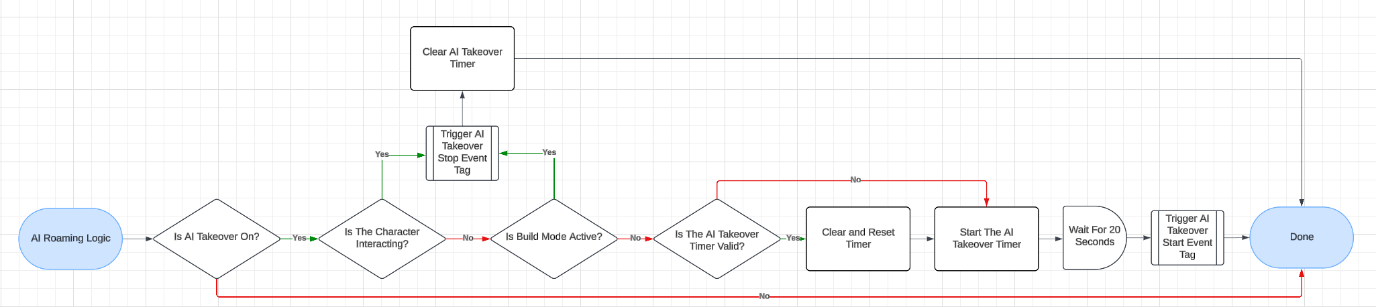 Clear AI Takeover
Timer
Trigger AI
Takeover
Stop Event
Tag
Yes
Yes
No
AI Roaming Logic
Is AI Takeover On?
Yes
Is The Character
Interacting?
No
Is Build Mode Active?
No
Is The AI Takeover
Timer Valid?
Yes
Clear and Reset
Timer
Start The AI
Takeover Timer
Wait For 20
Seconds
Trigger AI
Takeover
Start Event
Tag
Done
No